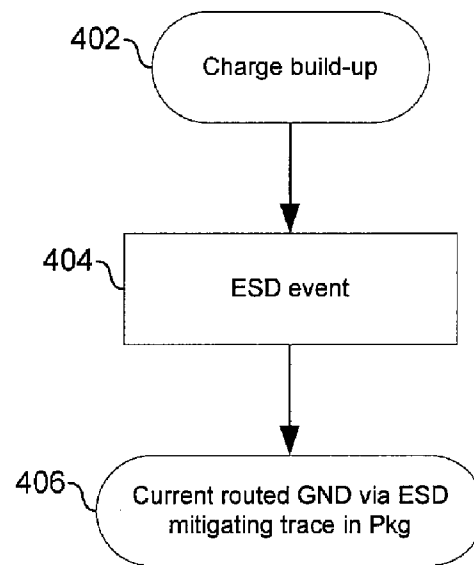 402
Charge build-up
404
ESD event
406
Current routed GND via ESD
mitigating trace in Pkg